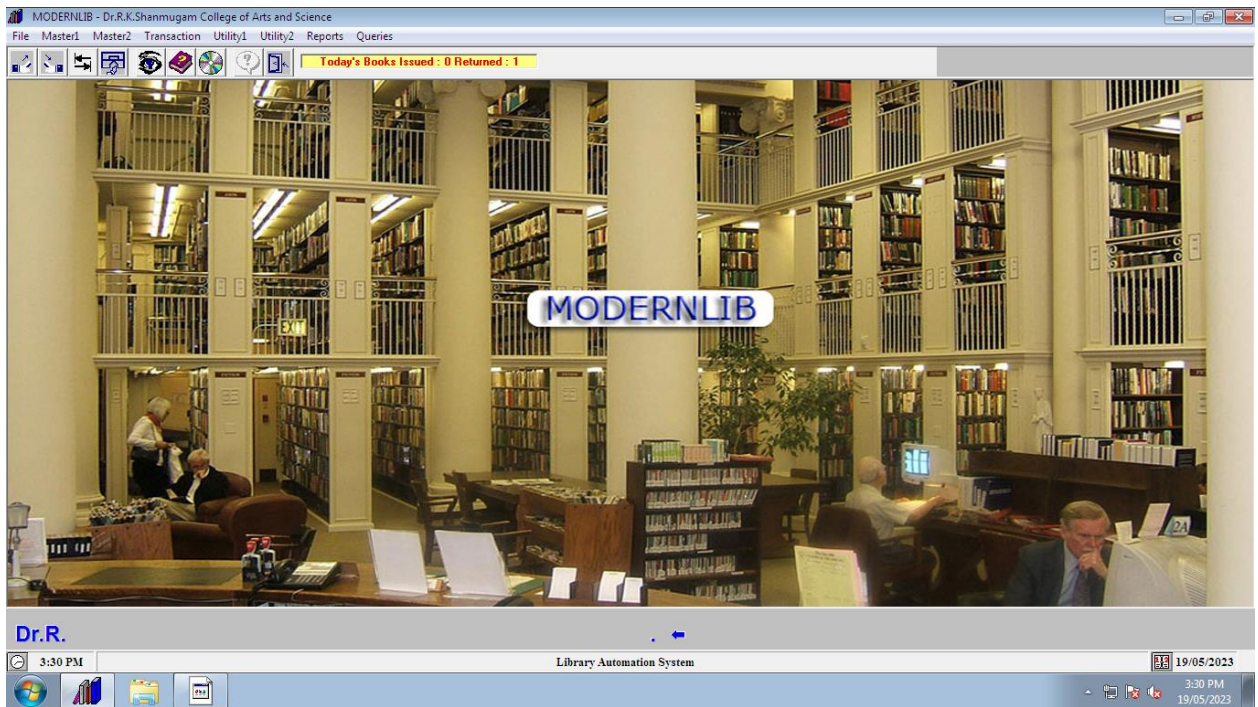 MODERNLIB - Dr.R.K.Shanmugam College of Arts and Science
File Master1 Master2 Transaction Utility1 Utility2 Reports Queries
Today's Books Issued : 0 Returned : 1
EXIT
MODERNLIB
2A
Dr.R. .
3:30 PM Library Automation System 19/05/2023
3:30 PM
19/05/2023